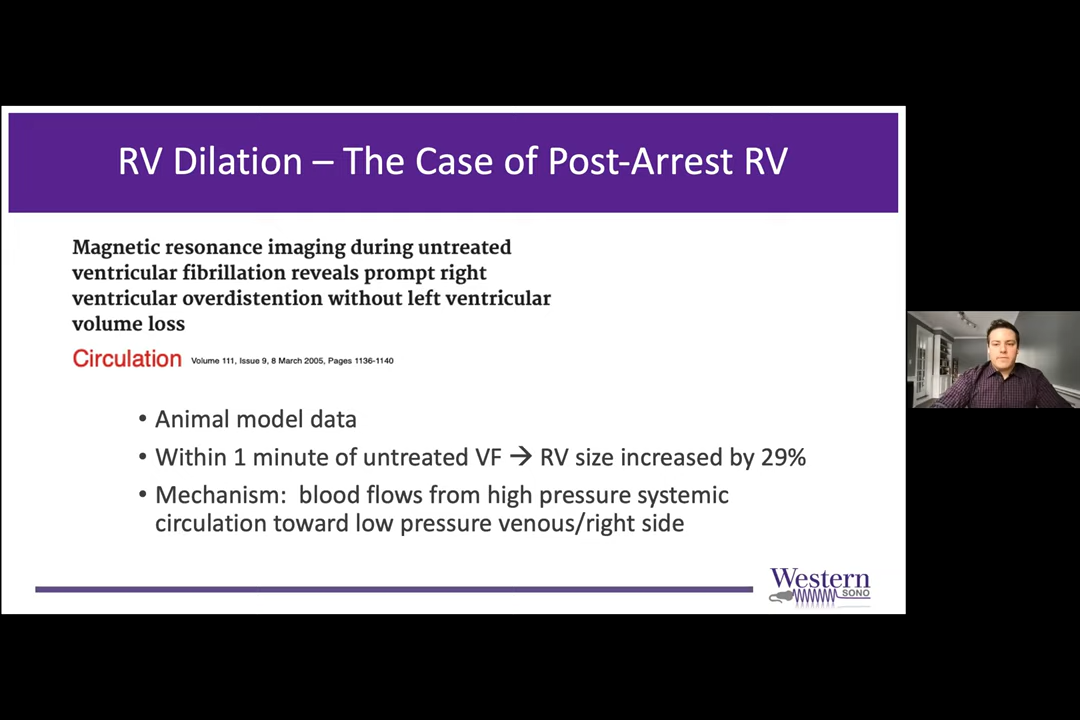 RV Dilation – The Case of Post-Arrest RV
Magnetic resonance imaging during untreated
ventricular fibrillation reveals prompt right
ventricular overdistention without left ventricular
volume loss
Circulation Volume 111, Issue 9, 8 March 2005, Pages 1136-1140
• Animal model data
• Within 1 minute of untreated VF → RV size increased by 29%
• Mechanism: blood flows from high pressure systemic
circulation toward low pressure venous/right side
Western
SONO